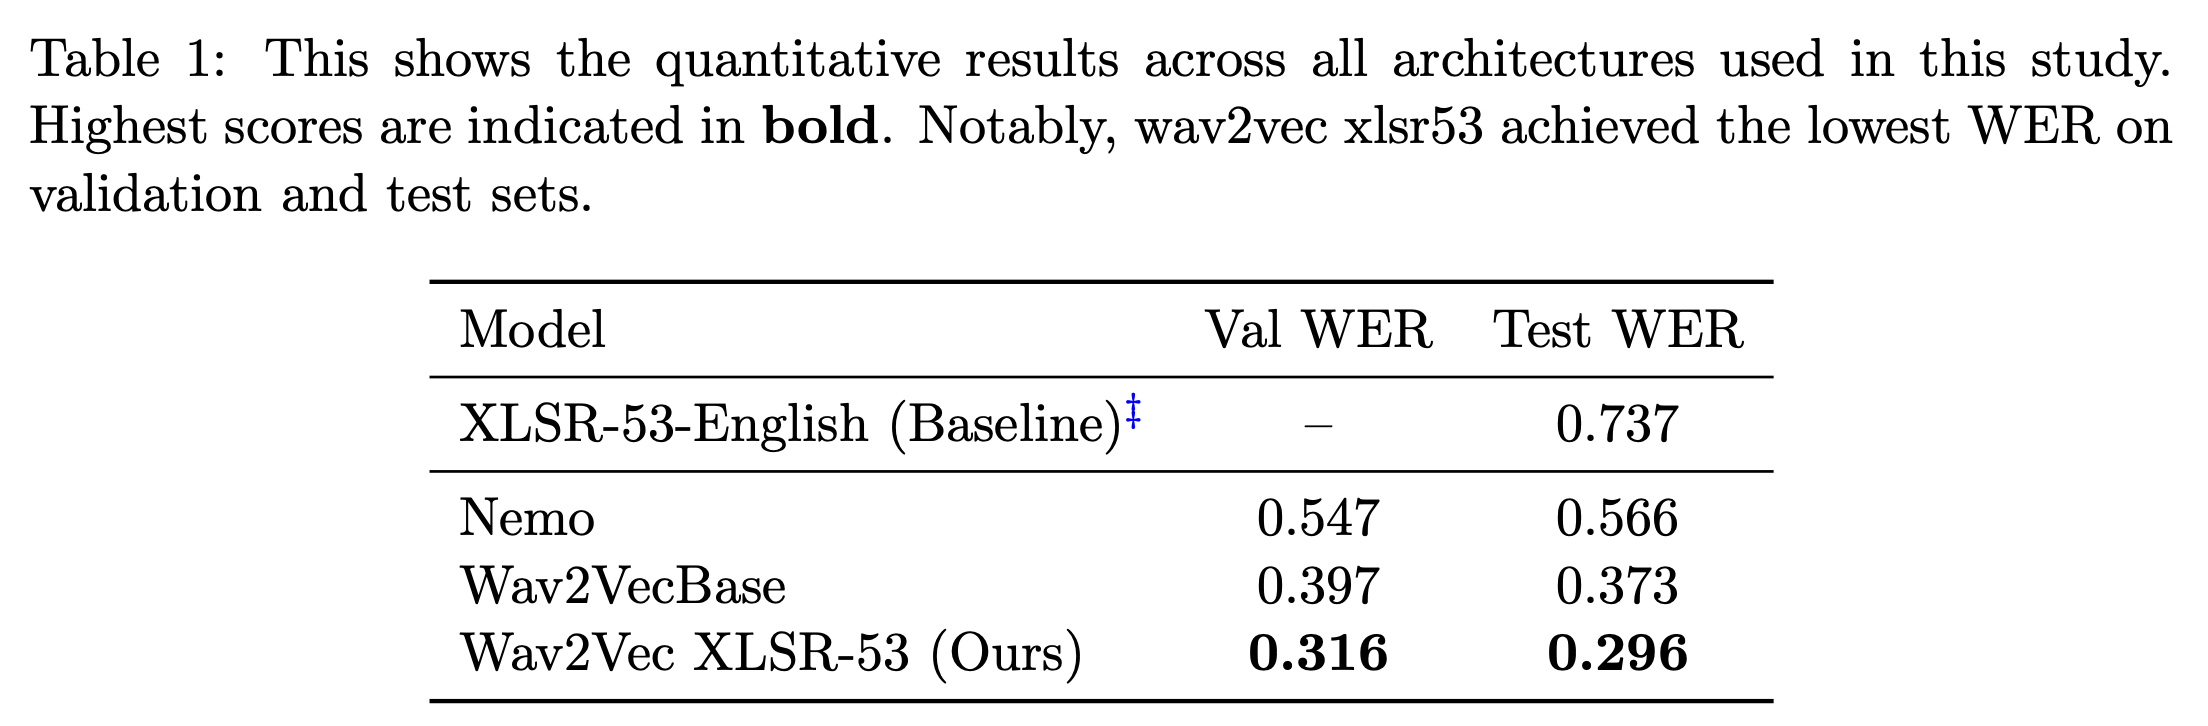 Table 1: This shows the quantitative results across all architectures used in this study.
Highest scores are indicated in bold. Notably, wav2vec xlsr53 achieved the lowest WER on
validation and test sets.
Model Val WER Test WER
XLSR-53-English (Baseline)‡ – 0.737
Nemo 0.547 0.566
Wav2VecBase 0.397 0.373
Wav2Vec XLSR-53 (Ours) 0.316 0.296